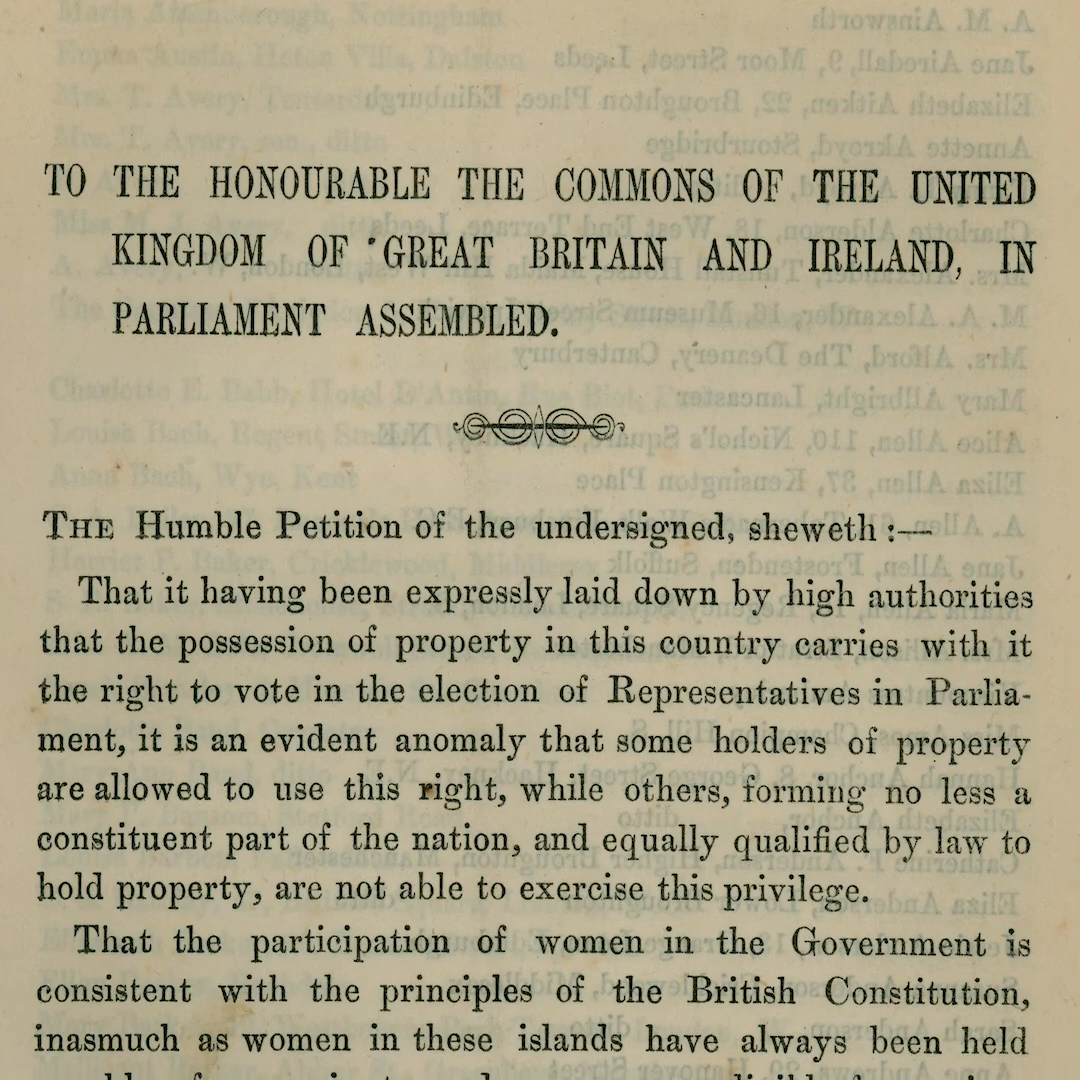 TO THE HONOURABLE THE COMMONS OF THE UNITED
KINGDOM OF GREAT BRITAIN AND IRELAND, IN
PARLIAMENT ASSEMBLED.
THE Humble Petition of the undersigned, sheweth :—
That it having been expressly laid down by high authorities
that the possession of property in this country carries with it
the right to vote in the election of Representatives in Parlia-
ment, it is an evident anomaly that some holders of property
are allowed to use this right, while others, forming no less a
constituent part of the nation, and equally qualified by law to
hold property, are not able to exercise this privilege.
That the participation of women in the Government is
consistent with the principles of the British Constitution,
inasmuch as women in these islands have always been held